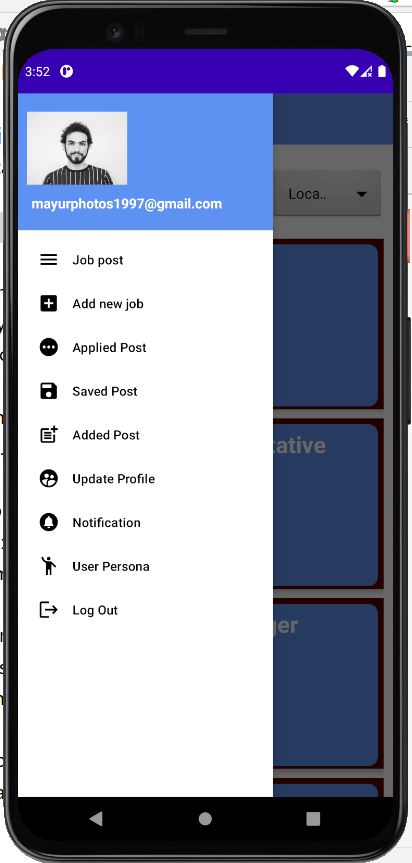 3:52
mayurphotos1997@gmail.com
Loca..
Job post
Add new job
Applied Post
Saved Post
tative
Added Post
Update Profile
Notification
User Persona
Log Out
ger